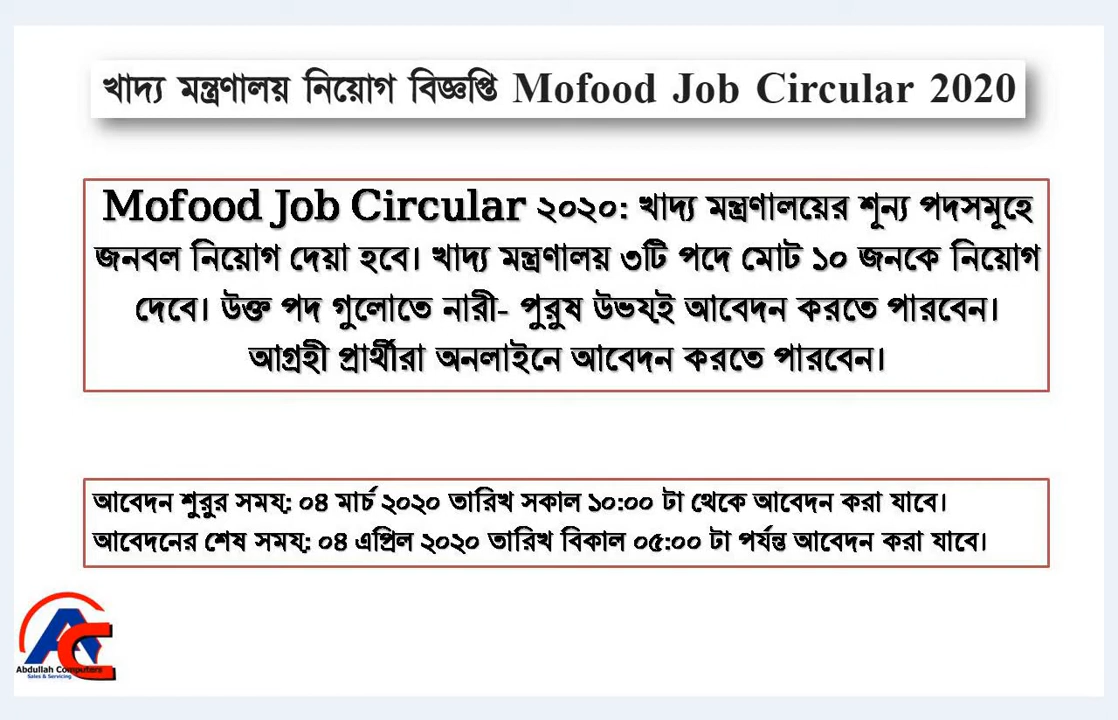 খাদ্য মন্ত্রণালয় নিয়োগ বিজ্ঞপ্তি Mofood Job Circular 2020
Mofood Job Circular ২০২০: খাদ্য মন্ত্রণালয়ের শূন্য পদসমূহে
জনবল নিয়োগ দেয়া হবে। খাদ্য মন্ত্রণালয় ৩টি পদে মোট ১০ জনকে নিয়োগ
দেবে। উক্ত পদ গুলোতে নারী- পুরুষ উভয়ই আবেদন করতে পারবেন।
আগ্রহী প্রার্থীরা অনলাইনে আবেদন করতে পারবেন।
আবেদন শুরুর সময়: ০৪ মার্চ ২০২০ তারিখ সকাল ১০:০০ টা থেকে আবেদন করা যাবে।
আবেদনের শেষ সময়: ০৪ এপ্রিল ২০২০ তারিখ বিকাল ০৫:০০ টা পর্যন্ত আবেদন করা যাবে।
AC
Abdullah Computers
Sales & Servicing